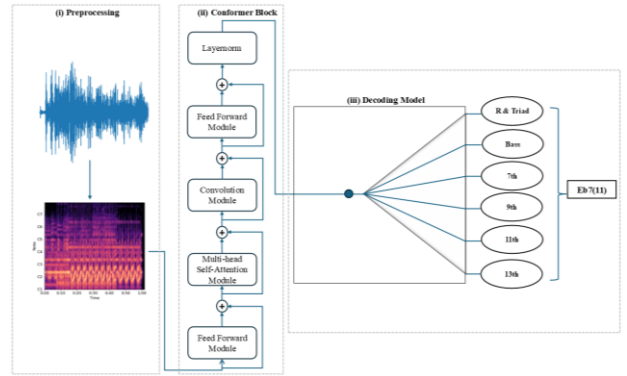 (i) Preprocessing
(ii) Conformer Block
Layernorm
Feed Forward
Module
Convolution
Module
Multi-head
Self-Attention
Module
Feed Forward
Module
(iii) Decoding Model
R & Triad
Bass
7th
9th
11th
13th
Eb7(11)
Time